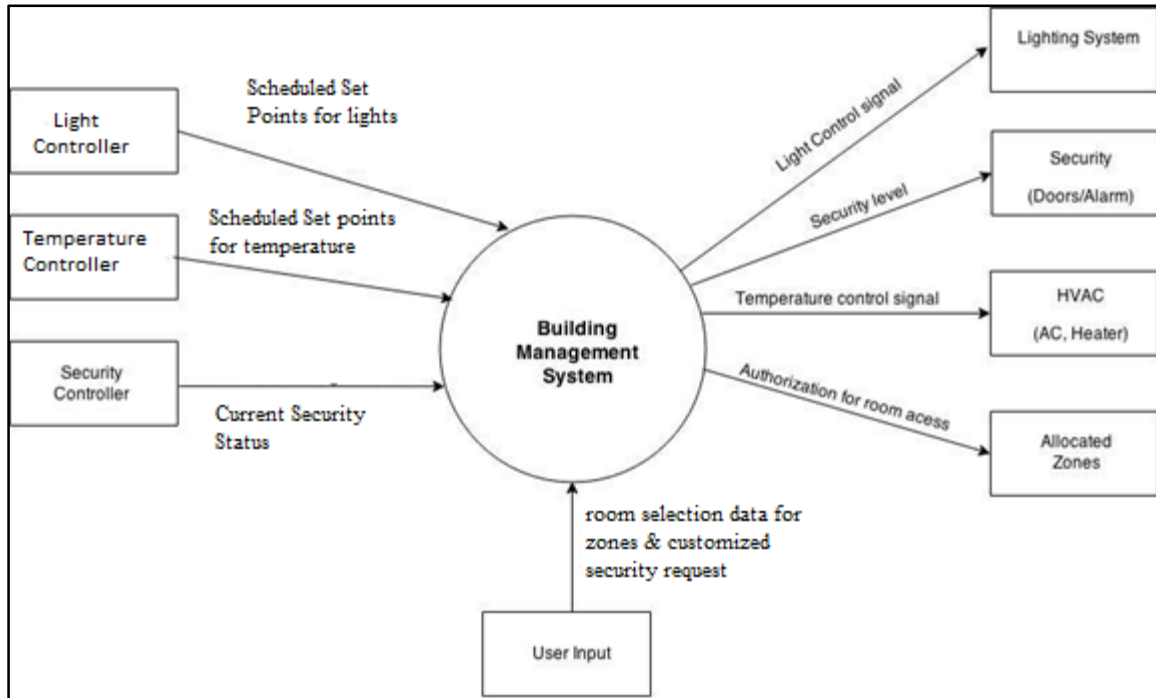 Light
Controller
Scheduled Set
Points for lights
Temperature
Controller
Scheduled Set points
for temperature
Security
Controller
Current Security
Status
Building
Management
System
room selection data for
zones & customized
security request
User Input
Light Control signal
Lighting System
Security level
Security
(Doors/Alarm)
Temperature control signal
HVAC
(AC, Heater)
Authorization for room acess
Allocated
Zones